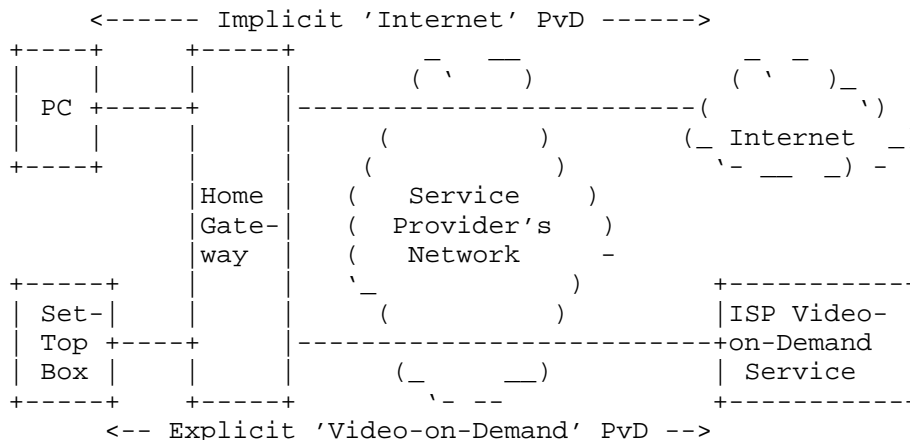 <------ Implicit 'Internet' PvD ------>
PC
Internet
Home Service
Gate- Provider's
way Network
Set- ISP Video-
Top on-Demand
Box Service
<-- Explicit 'Video-on-Demand' PvD -->